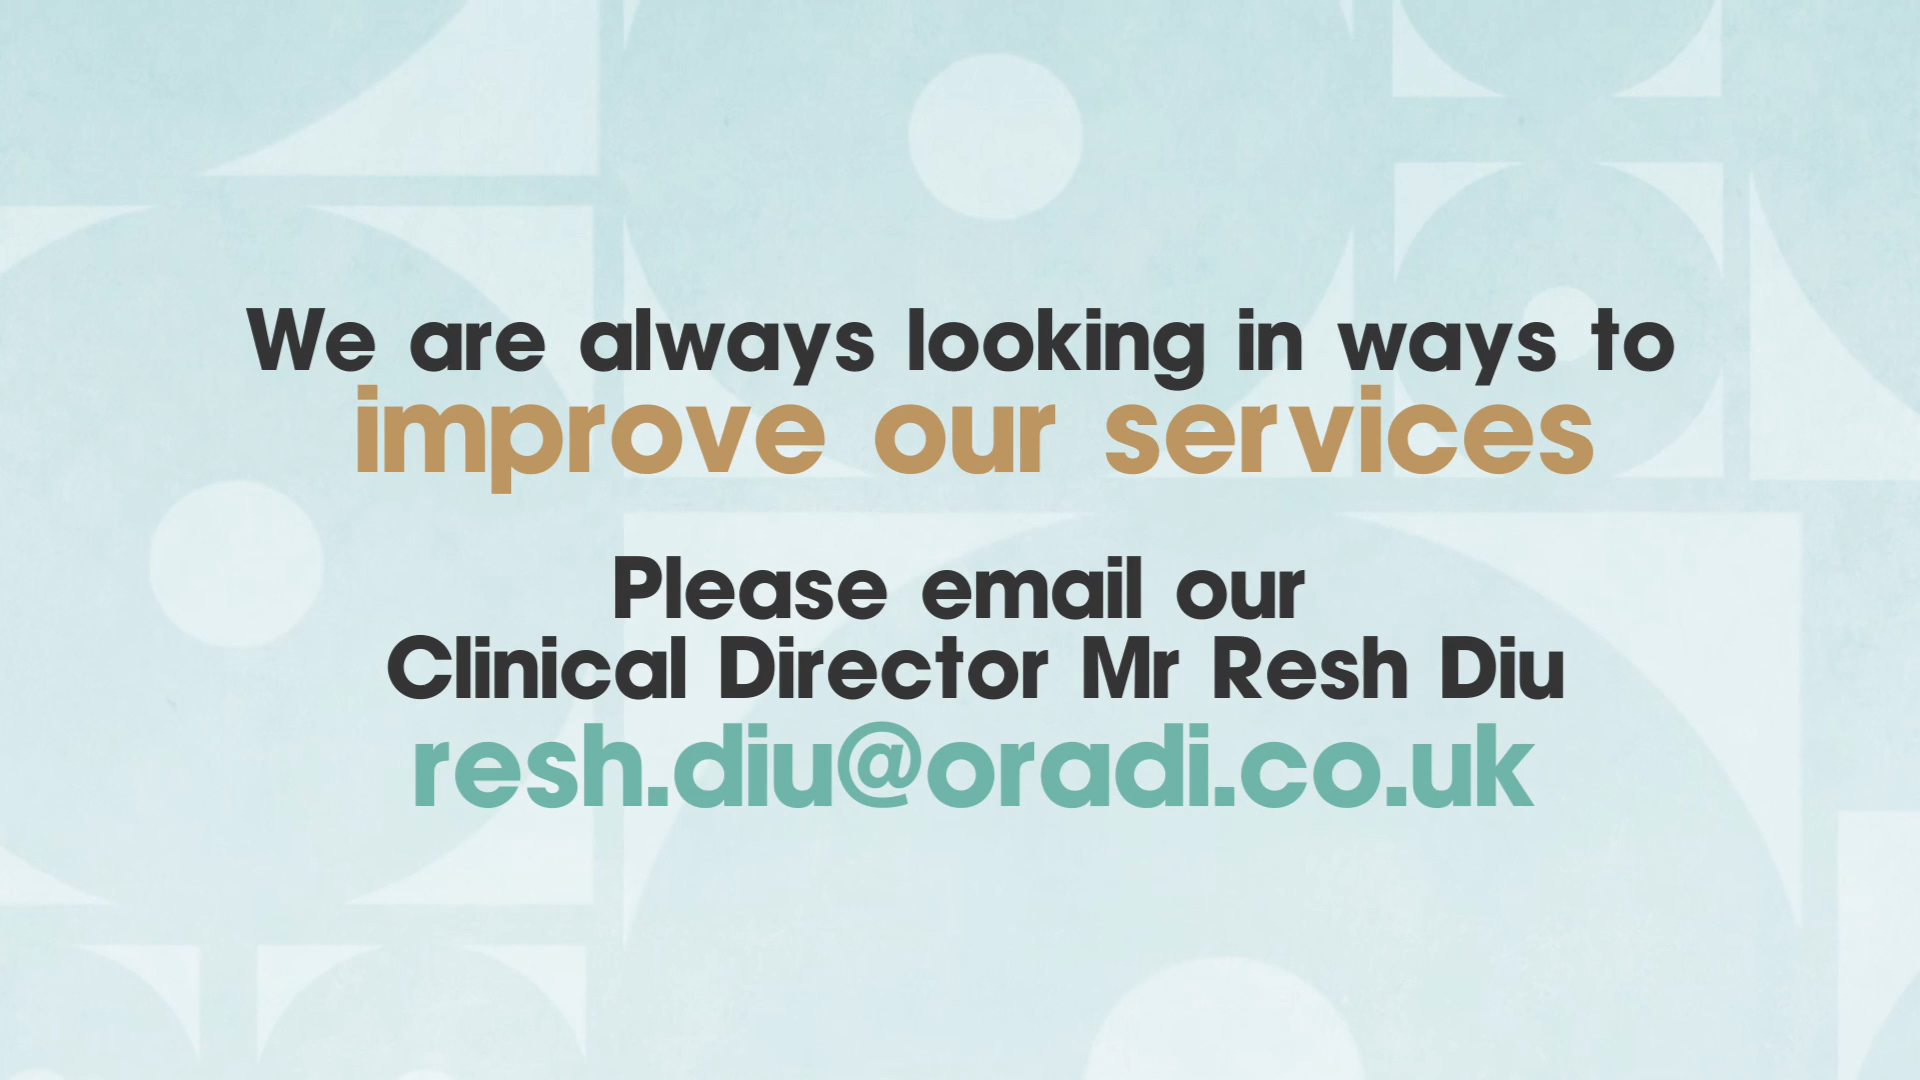 We are always looking in ways to
improve our services
Please email our
Clinical Director Mr Resh Diu
resh.diu@oradi.co.uk